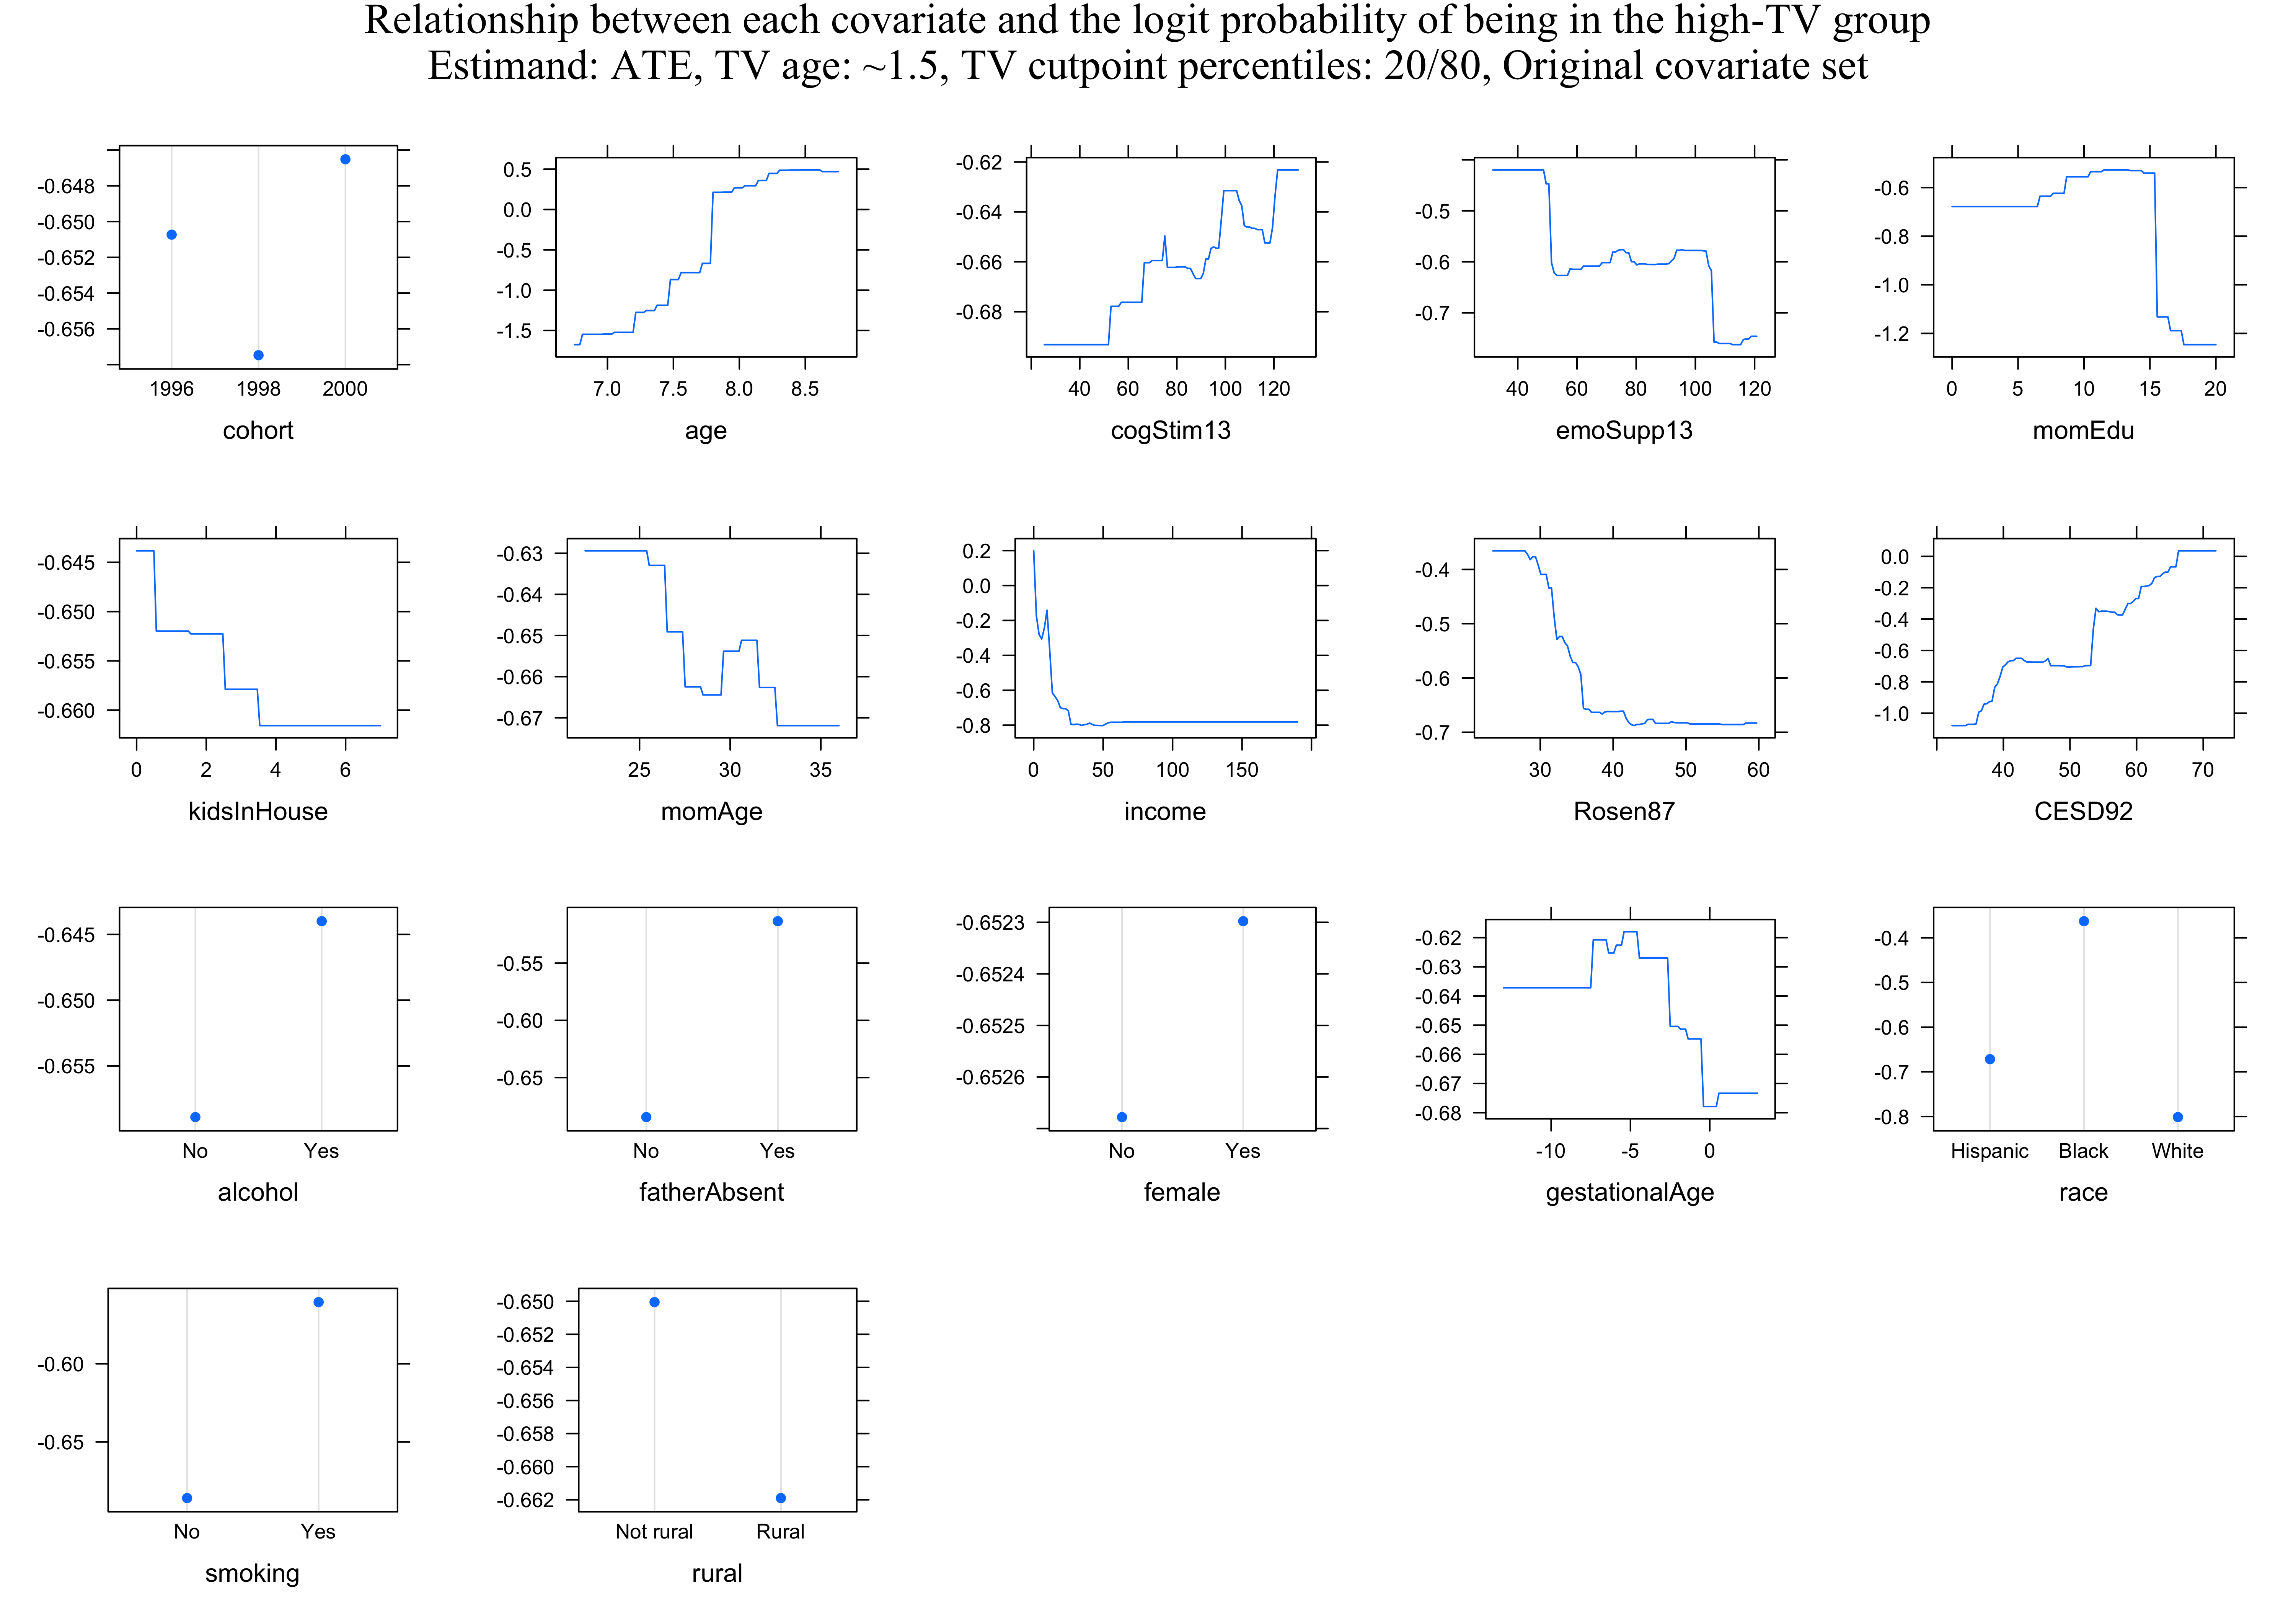 Relationship between each covariate and the logit probability of being in the high-TV group
Estimand: ATE, TV age: ~1.5, TV cutpoint percentiles: 20/80, Original covariate set
-0.648
-0.650
-0.652
-0.654
-0.656
1996 1998 2000
cohort
0.5
0.0
-0.5
-1.0
-1.5
7.0 7.5 8.0 8.5
age
-0.62
-0.64
-0.66
-0.68
40 60 80 100 120
cogStim13
-0.5
-0.6
-0.7
40 60 80 100 120
emoSupp13
-0.6
-0.8
-1.0
-1.2
0 5 10 15 20
momEdu
-0.645
-0.650
-0.655
-0.660
0 2 4 6
kidsInHouse
-0.63
-0.64
-0.65
-0.66
-0.67
25 30 35
momAge
0.2
0.0
-0.2
-0.4
-0.6
-0.8
0 50 100 150
income
-0.4
-0.5
-0.6
-0.7
30 40 50 60
Rosen87
0.0
-0.2
-0.4
-0.6
-0.8
-1.0
40 50 60 70
CESD92
-0.645
-0.650
-0.655
No Yes
alcohol
-0.55
-0.60
-0.65
No Yes
fatherAbsent
-0.6523
-0.6524
-0.6525
-0.6526
No Yes
female
-0.62
-0.63
-0.64
-0.65
-0.66
-0.67
-0.68
-10 -5 0
gestationalAge
-0.4
-0.5
-0.6
-0.7
-0.8
Hispanic Black White
race
-0.60
-0.65
No Yes
smoking
-0.650
-0.652
-0.654
-0.656
-0.658
-0.660
-0.662
Not rural Rural
rural